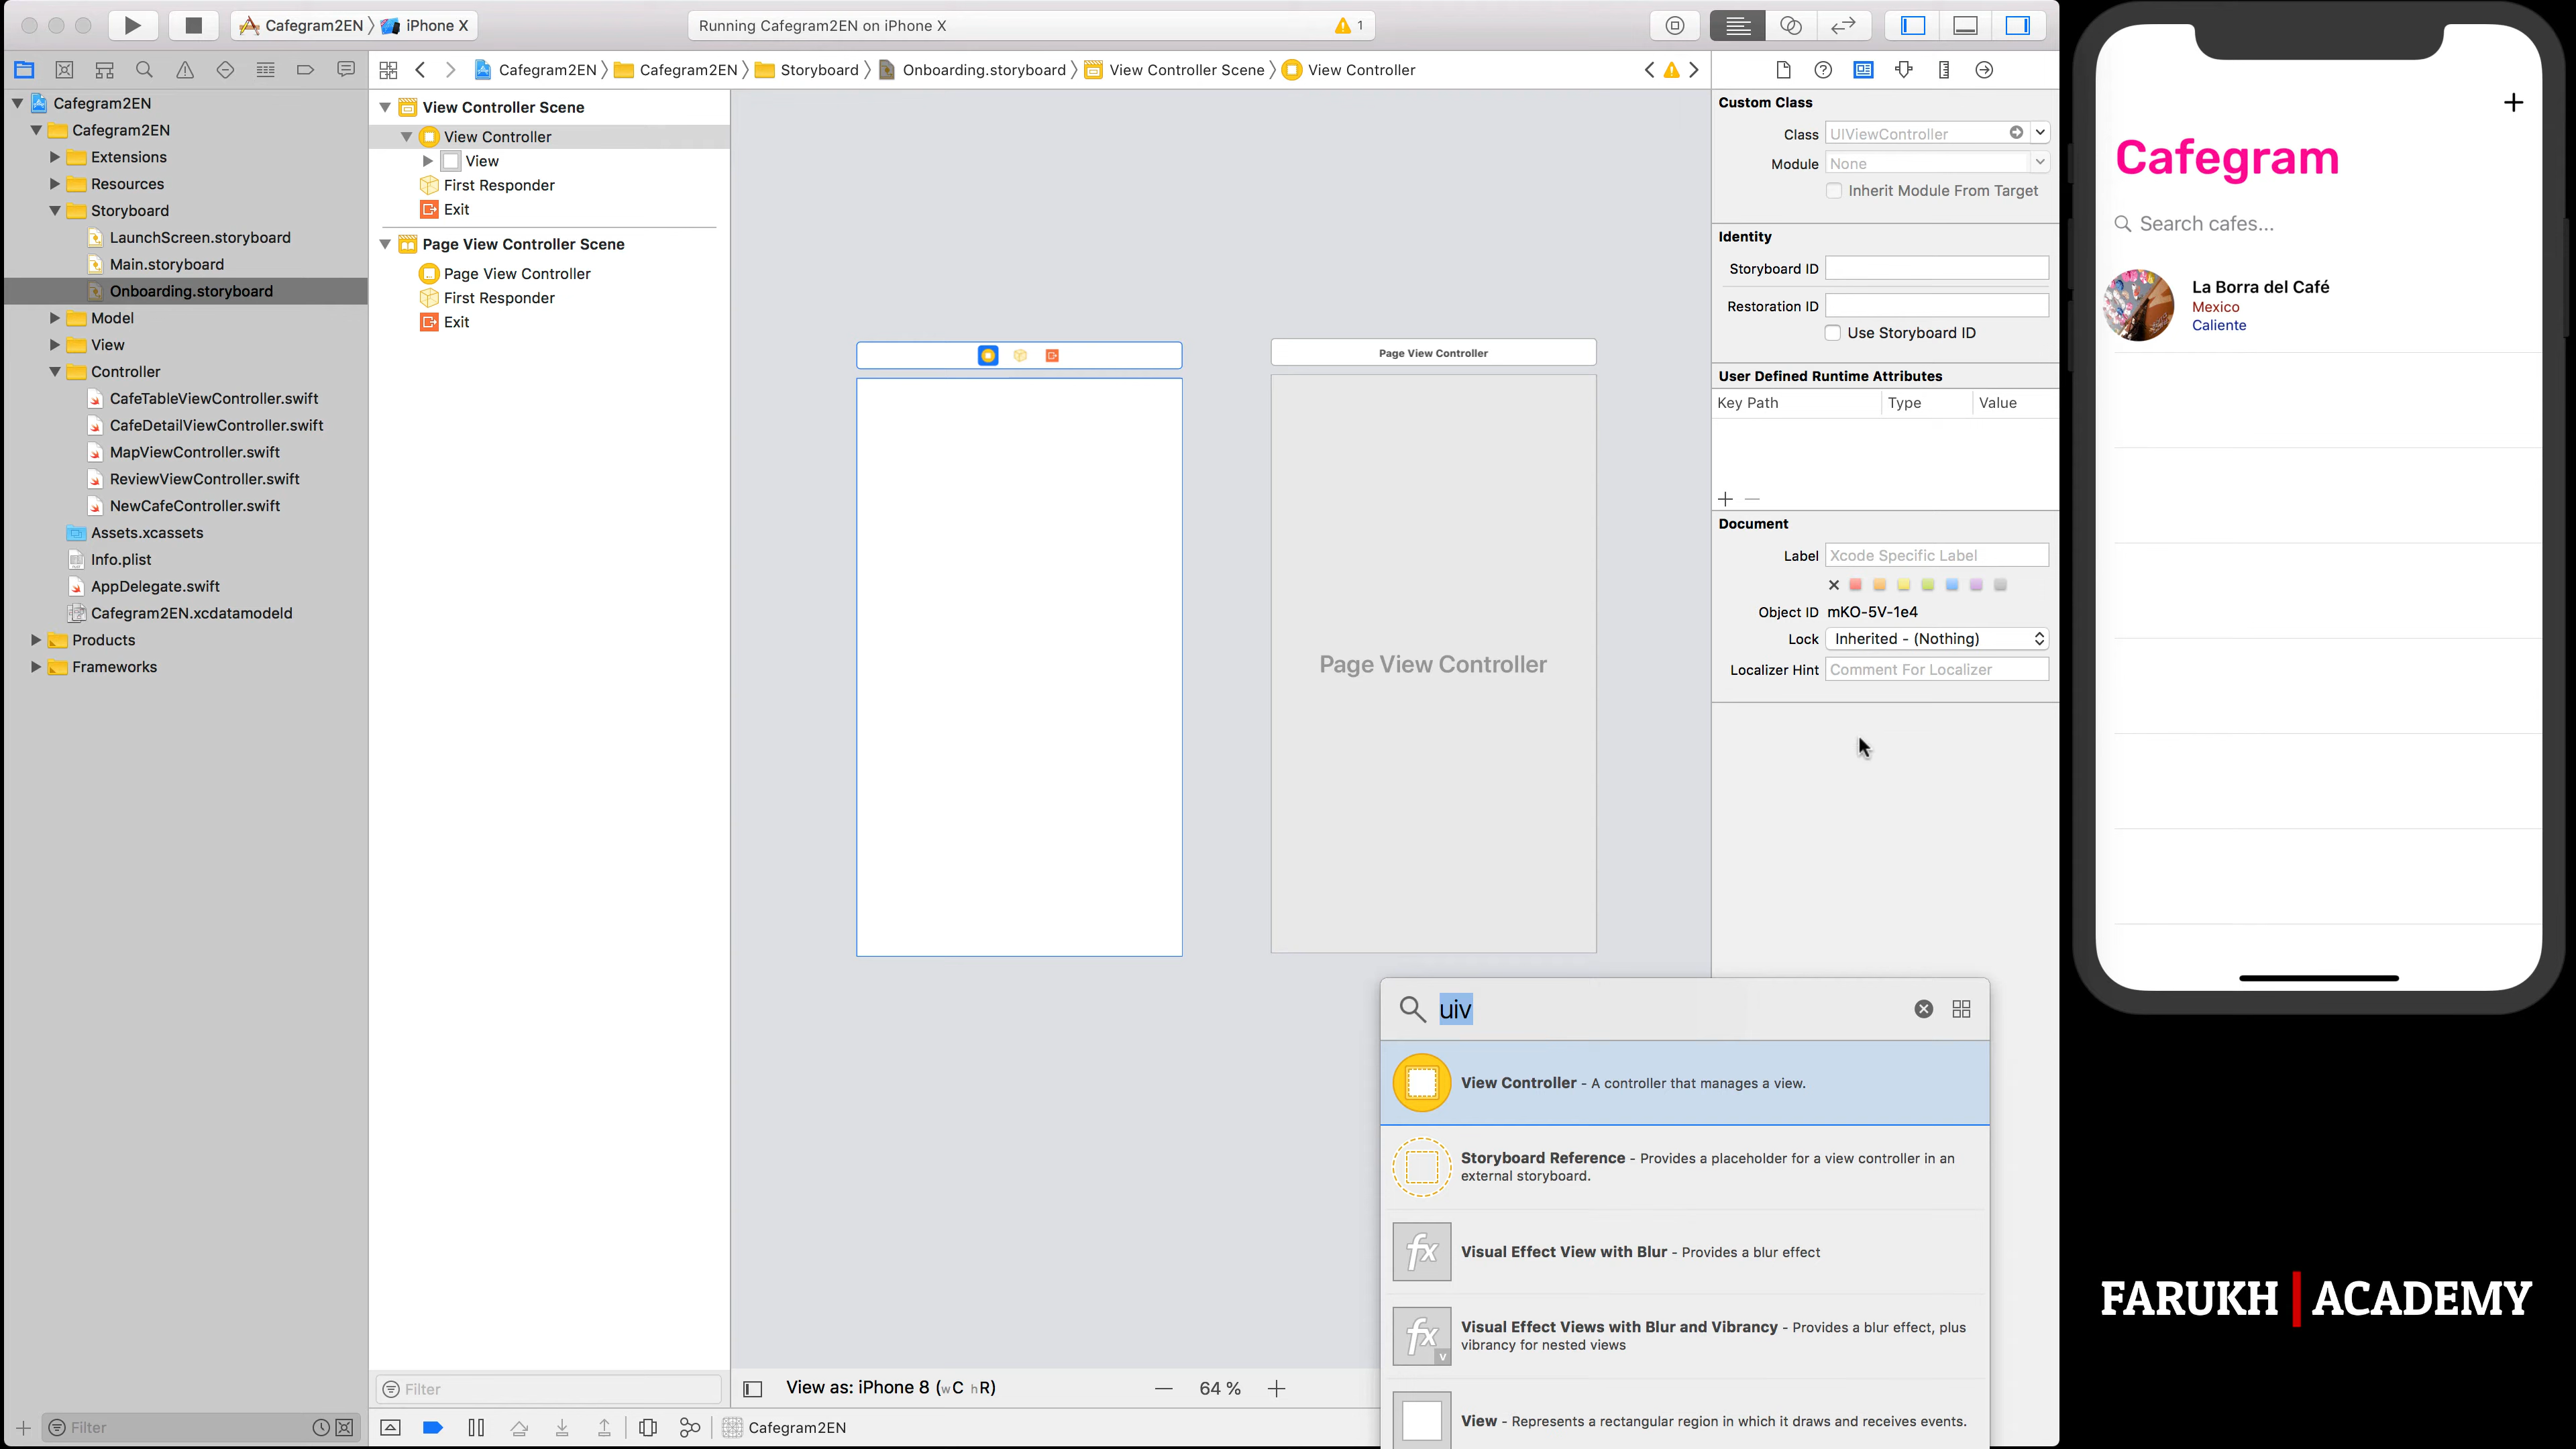 Cafegram2EN
iPhone X
Running Cafegram2EN on iPhone X
1
Cafegram2EN
Cafegram2EN
Storyboard
Onboarding.storyboard
View Controller Scene
View Controller
Cafegram2EN
Cafegram2EN
Extensions
Resources
Storyboard
LaunchScreen.storyboard
Main.storyboard
Onboarding.storyboard
Model
View
Controller
CafeTableViewController.swift
CafeDetailViewController.swift
MapViewController.swift
ReviewViewController.swift
NewCafeController.swift
Assets.xcassets
Info.plist
AppDelegate.swift
Cafegram2EN.xcdatamodeld
Products
Frameworks
Filter
View Controller Scene
View Controller
View
First Responder
Exit
Page View Controller Scene
Page View Controller
First Responder
Exit
Filter
Page View Controller
Page View Controller
View as: iPhone 8 (wC hR)
64 %
Cafegram2EN
Custom Class
Class UIViewController
Module None
Inherit Module From Target
Identity
Storyboard ID
Restoration ID
Use Storyboard ID
User Defined Runtime Attributes
Key Path Type Value
Document
Label Xcode Specific Label
Object ID mKO-5V-1e4
Lock Inherited - (Nothing)
Localizer Hint Comment For Localizer
uiv
View Controller - A controller that manages a view.
Storyboard Reference - Provides a placeholder for a view controller in an
external storyboard.
fx
Visual Effect View with Blur - Provides a blur effect
fx
v
Visual Effect Views with Blur and Vibrancy - Provides a blur effect, plus
vibrancy for nested views
View - Represents a rectangular region in which it draws and receives events.
Cafegram
Search cafes...
La Borra del Café
Mexico
Caliente
FARUKH | ACADEMY